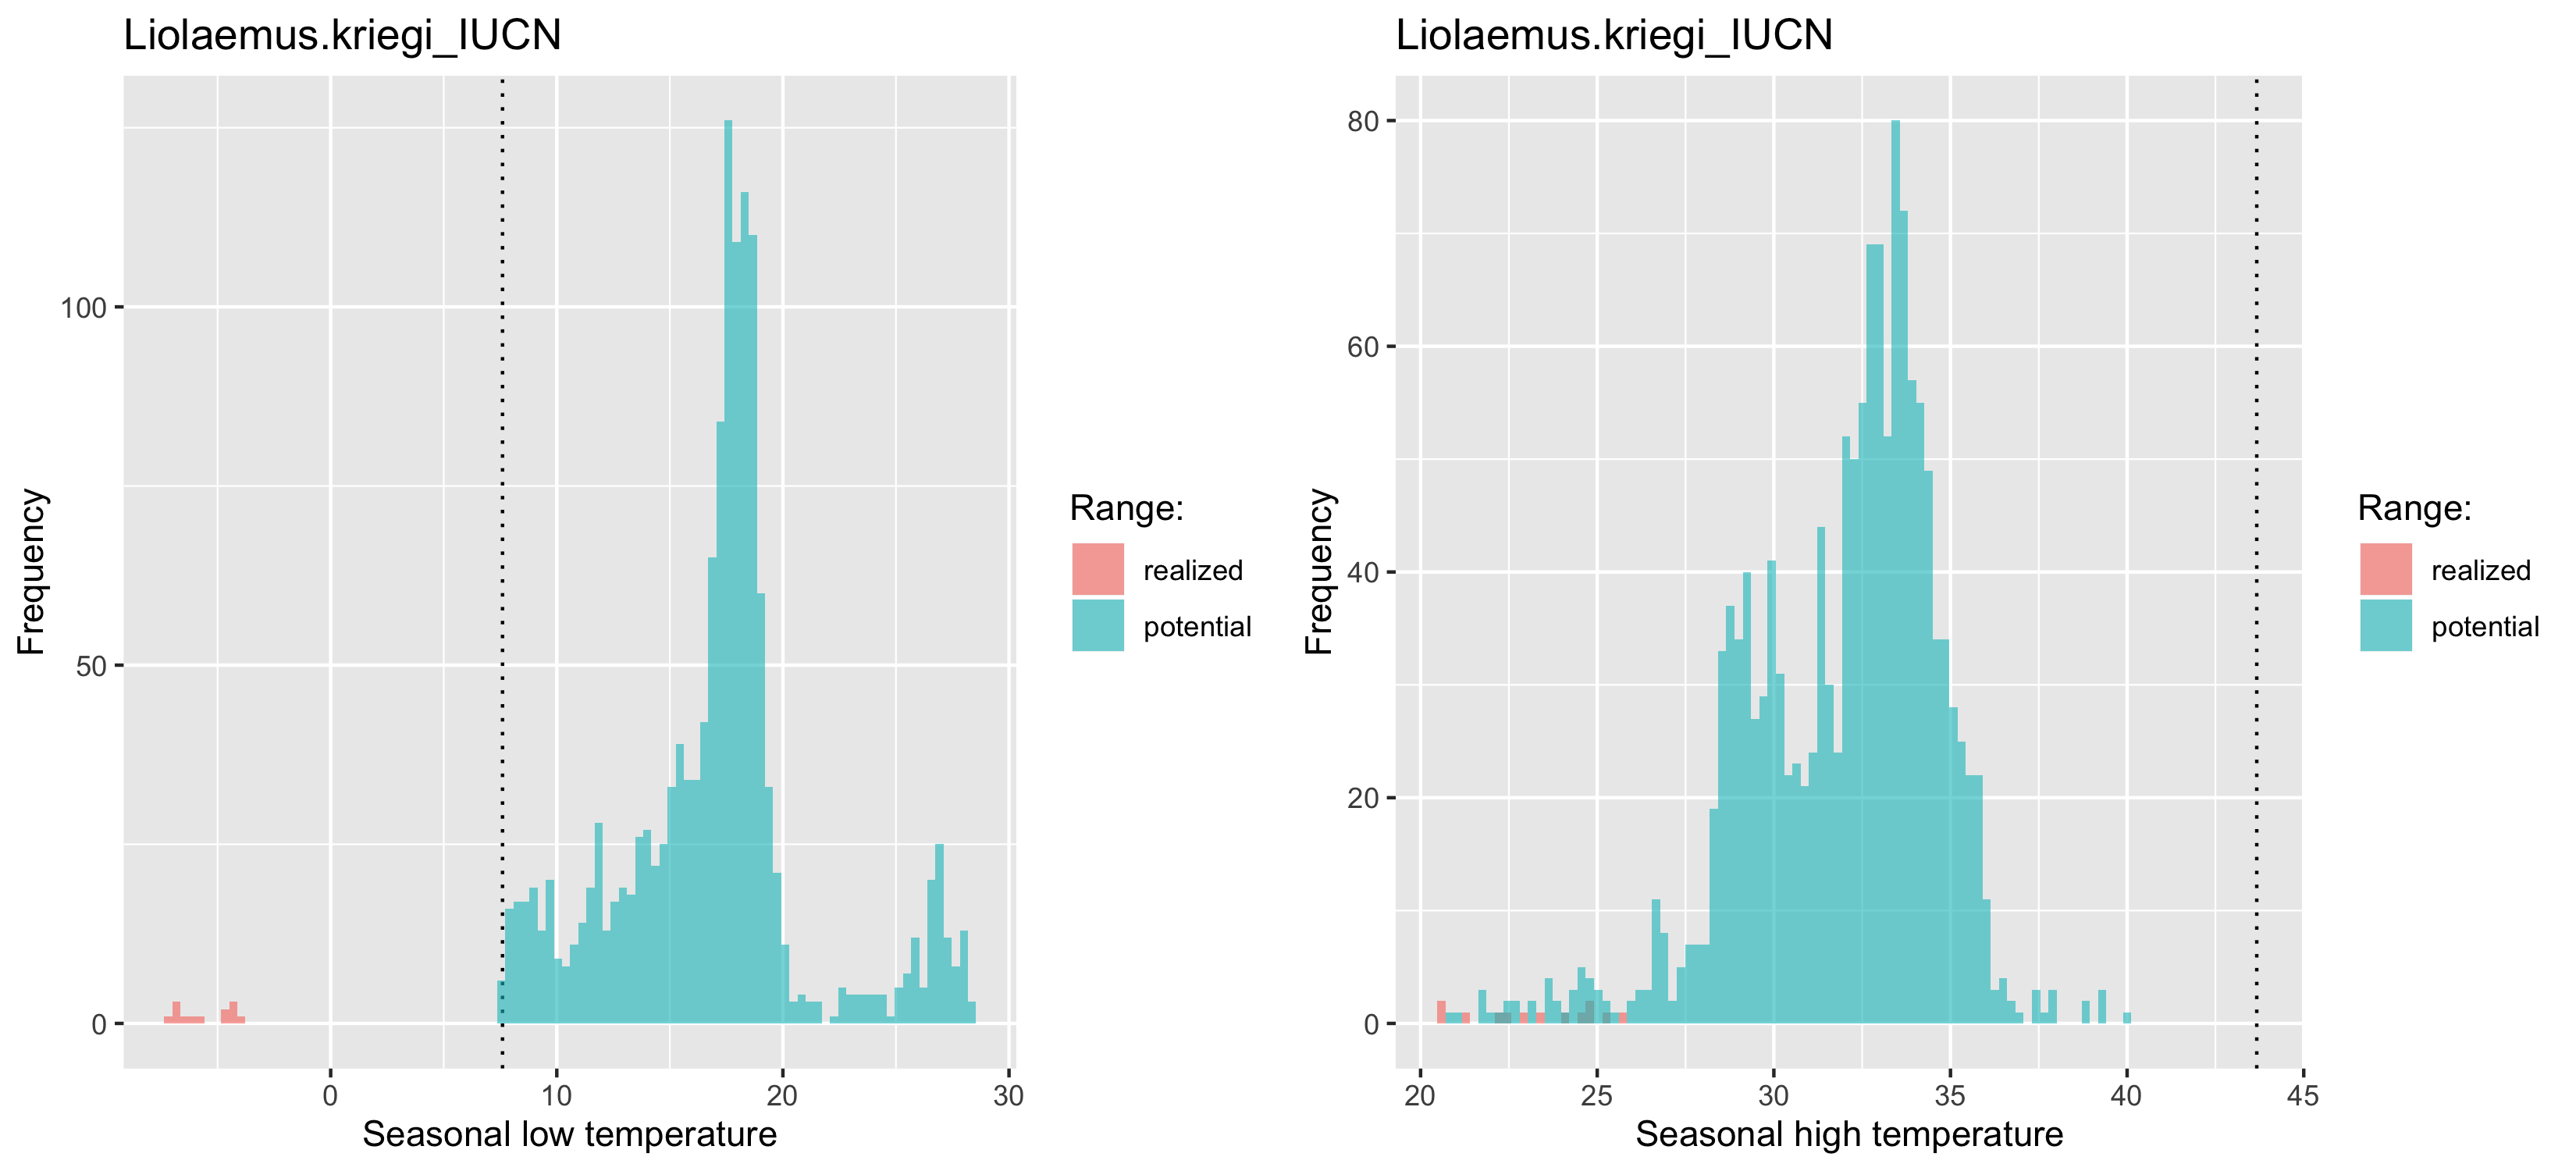 Liolaemus.kriegi_IUCN
100
50
0
Frequency
0
10
20
30
Seasonal low temperature
Range:
realized
potential
Liolaemus.kriegi_IUCN
80
60
40
20
0
Frequency
20
25
30
35
40
45
Seasonal high temperature
Range:
realized
potential